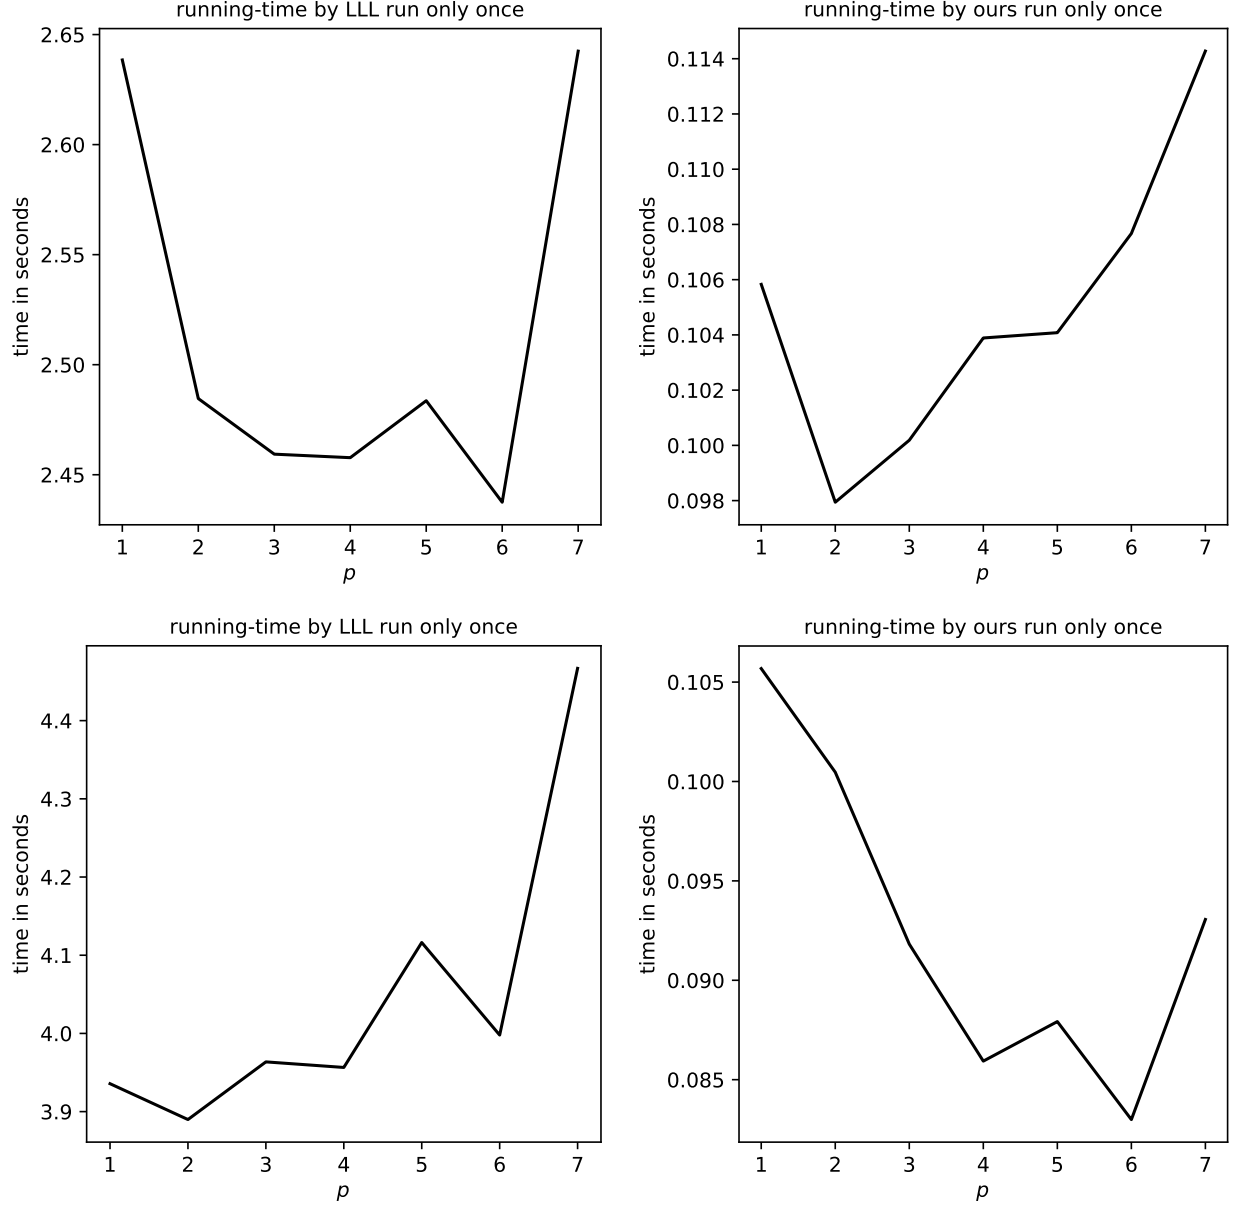 running-time by LLL run only once
2.65
2.60
2.55
2.50
2.45
time in seconds
1 2 3 4 5 6 7
p
running-time by ours run only once
0.114
0.112
0.110
0.108
0.106
0.104
0.102
0.100
0.098
time in seconds
1 2 3 4 5 6 7
p
running-time by LLL run only once
4.4
4.3
4.2
4.1
4.0
3.9
time in seconds
1 2 3 4 5 6 7
p
running-time by ours run only once
0.105
0.100
0.095
0.090
0.085
time in seconds
1 2 3 4 5 6 7
p